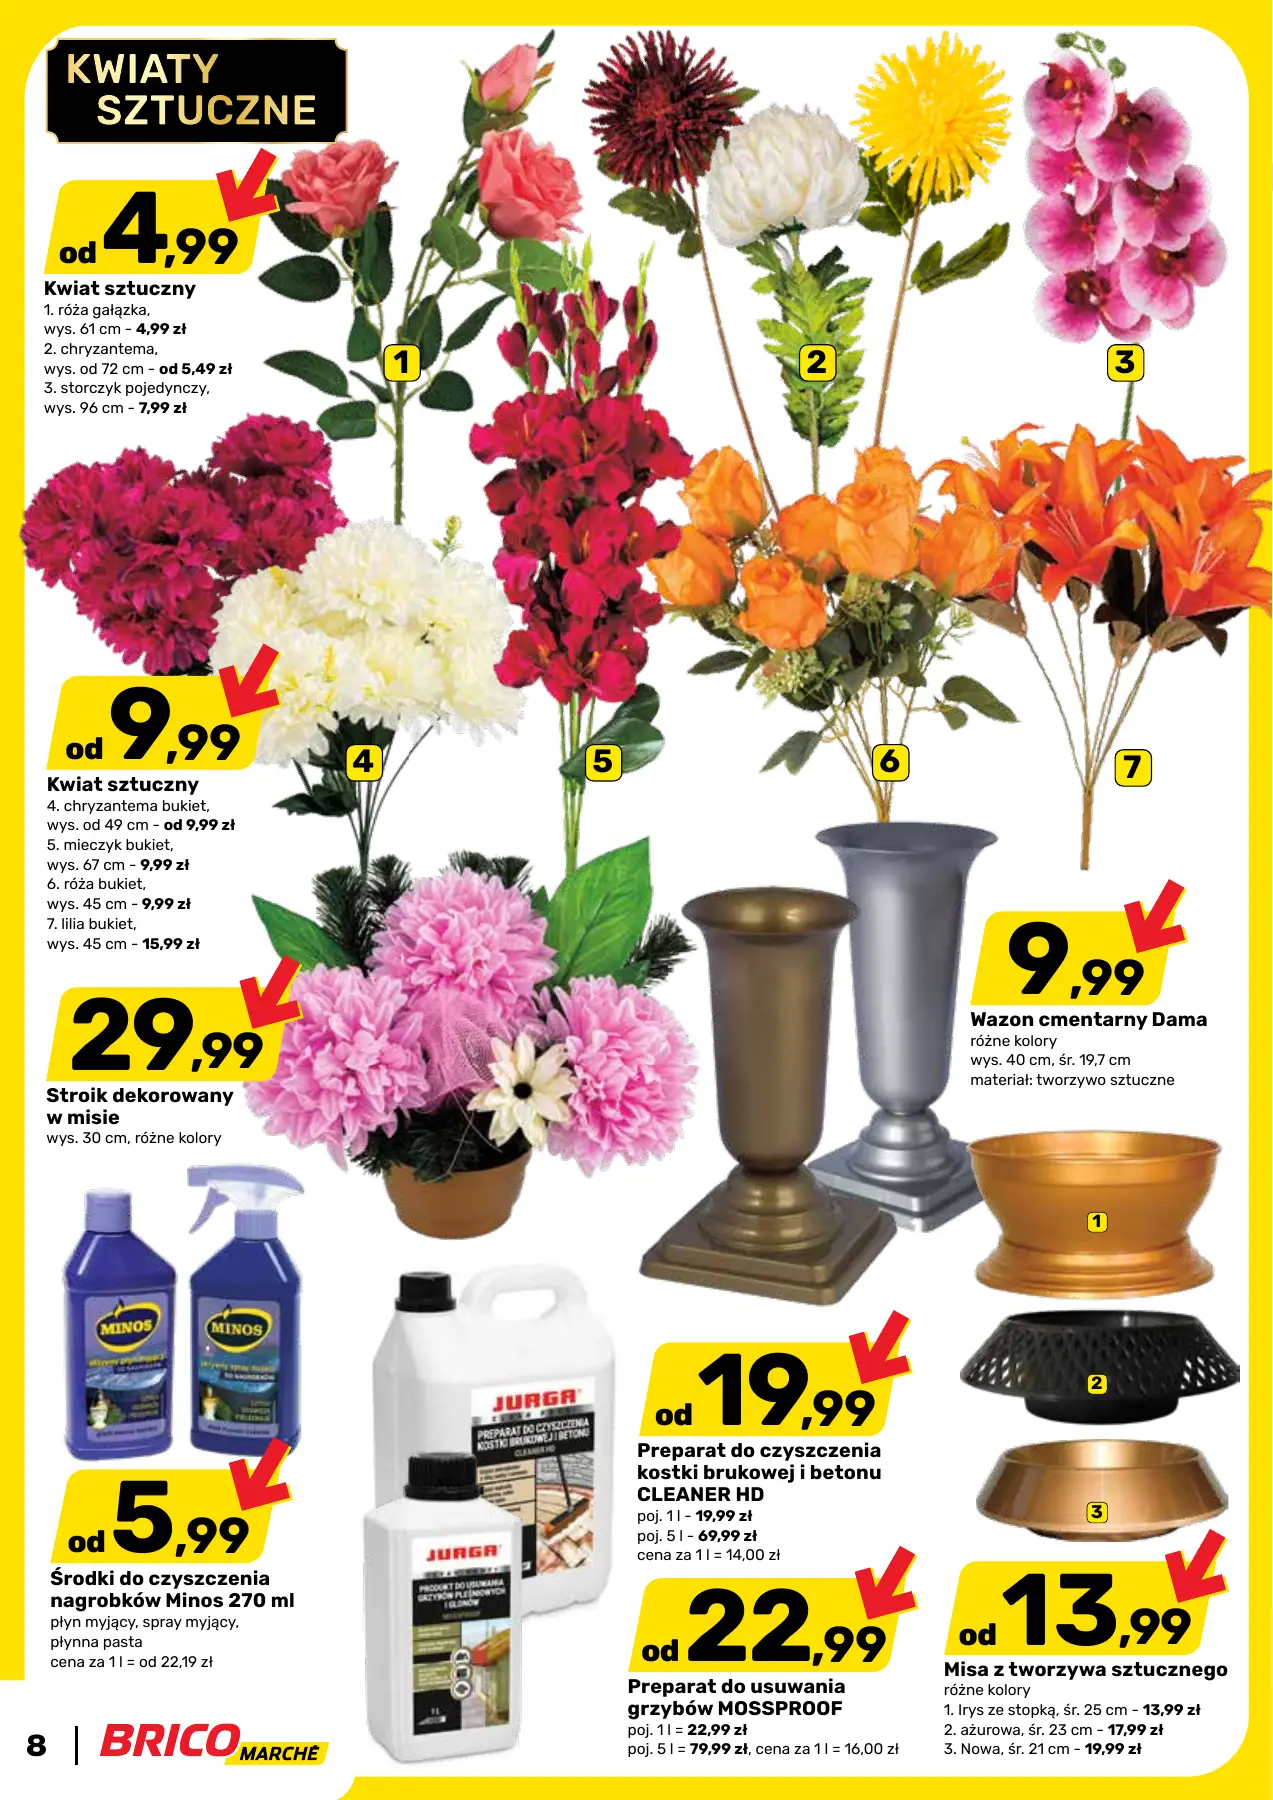 KWIATY
SZTUCZNE
od 4,99
Kwiat sztuczny
1. róża gałązka,
wys. 61 cm - 4,99 zł
2. chryzantema,
wys. od 72 cm - od 5,49 zł
3. storczyk pojedynczy,
wys. 96 cm - 7,99 zł
1
2
3
od 9,99
Kwiat sztuczny
4. chryzantema bukiet,
wys. od 49 cm - od 9,99 zł
5. mieczyk bukiet,
wys. 67 cm - 9,99 zł
6. róża bukiet,
wys. 45 cm - 9,99 zł
7. lilia bukiet,
wys. 45 cm - 15,99 zł
4
5
6
7
29,99
Stroik dekorowany
w misie
wys. 30 cm, różne kolory
9,99
Wazon cmentarny Dama
różne kolory
wys. 40 cm, śr. 19,7 cm
materiał: tworzywo sztuczne
MINOS
MINOS
od 5,99
Środki do czyszczenia
nagrobków Minos 270 ml
płyn myjący, spray myjący,
płynna pasta
cena za 1 l = od 22,19 zł
JURGA
PREPARAT DO CZYSZCZENIA
KOSTKI BRUKOWEJ I BETONU
CLEANER HD
JURGA
PRODUKT DO USUWANIA
GRZYBÓW PLEŚNIOWYCH
I GLONÓW
1L
od 19,99
Preparat do czyszczenia
kostki brukowej i betonu
CLEANER HD
poj. 1 l - 19,99 zł
poj. 5 l - 69,99 zł
cena za 1 l = 14,00 zł
od 22,99
Preparat do usuwania
grzybów MOSSPROOF
poj. 1 l = 22,99 zł
poj. 5 l = 79,99 zł, cena za 1 l = 16,00 zł
1
2
3
od 13,99
Misa z tworzywa sztucznego
różne kolory
1. Irys ze stopką, śr. 25 cm - 13,99 zł
2. ażurowa, śr. 23 cm - 17,99 zł
3. Nowa, śr. 21 cm - 19,99 zł
8
BRICO
MARCHÉ